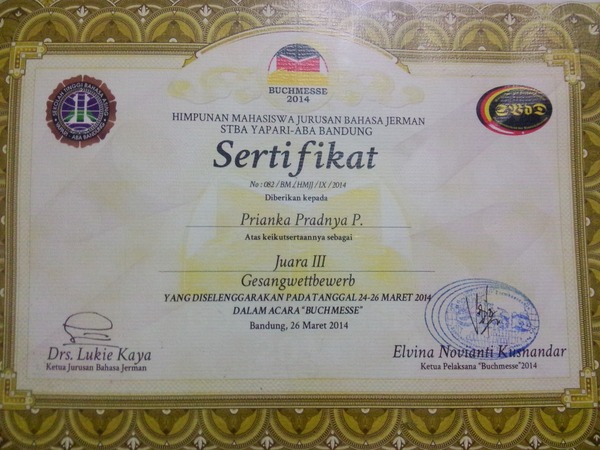 BUCHMESSE
2014
HIMPUNAN MAHASISWA JURUSAN BAHASA JERMAN
STBA YAPARI-ABA BANDUNG
Sertifikat
No : 082 / BM / HMJJ / IX / 2014
Diberikan kepada
Prianka Pradnya P.
Atas keikutsertaannya sebagai
Juara III
Gesangwettbewerb
YANG DISELENGGARAKAN PADA TANGGAL 24-26 MARET 2014
DALAM ACARA "BUCHMESSE"
Bandung, 26 Maret 2014
Drs. Lukie Kaya
Ketua Jurusan Bahasa Jerman
Elvina Novianti Kushandar
Ketua Pelaksana "Buchmesse"2014